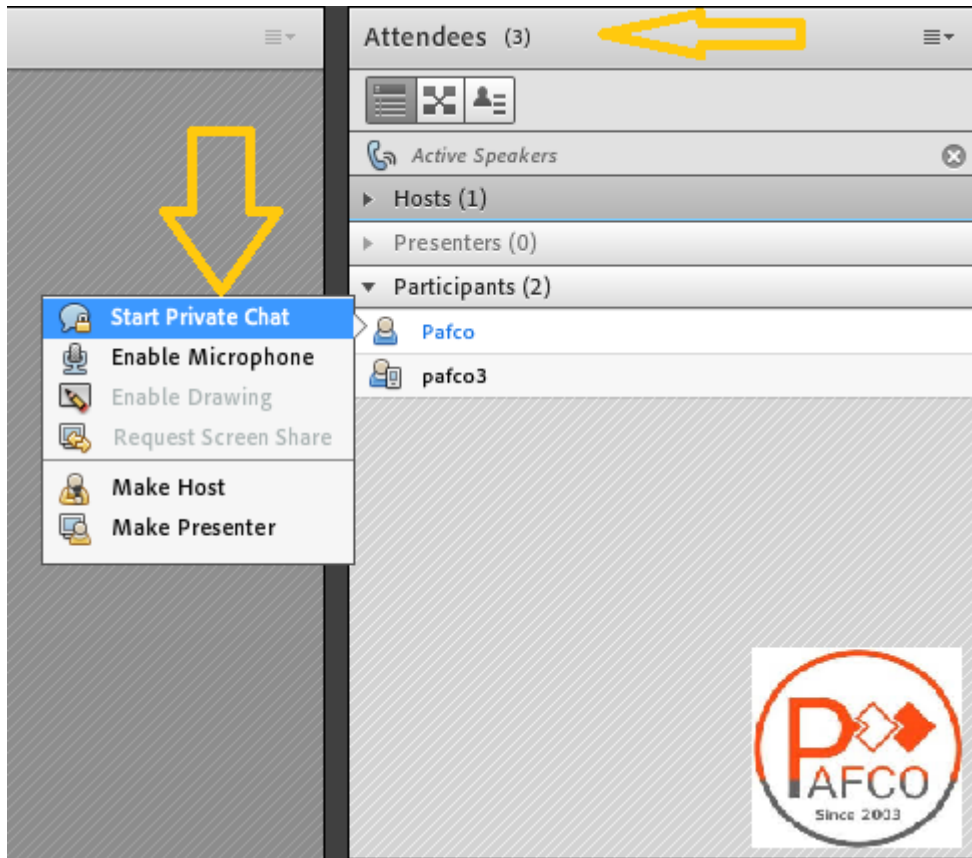 Attendees (3)
Active Speakers
Hosts (1)
Presenters (0)
Participants (2)
Start Private Chat
Enable Microphone
Enable Drawing
Request Screen Share
Make Host
Make Presenter
Pafco
pafco3
PAFCO
Since 2003